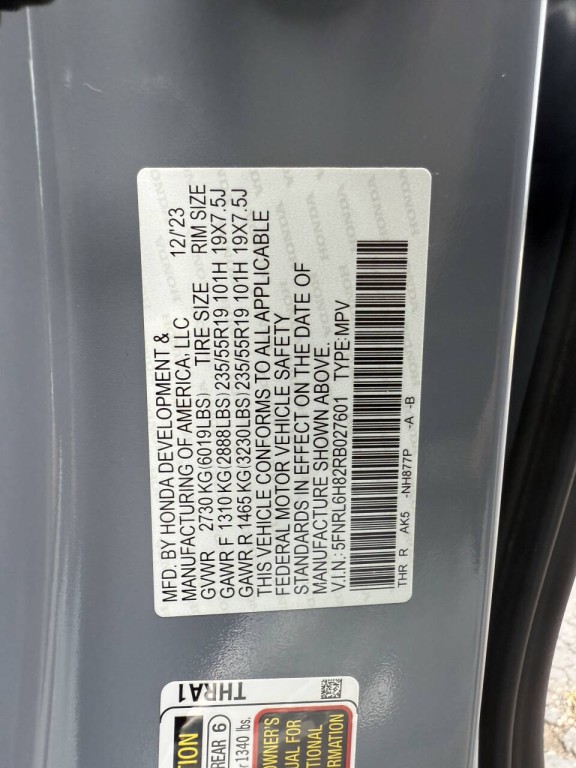 MFD. BY HONDA DEVELOPMENT &
MANUFACTURING OF AMERICA, LLC 12/'23
GVWR 2730 KG(6019LBS) TIRE SIZE RIM SIZE
GAWR F 1310 KG(2888LBS) 235/55R19 101H 19X7.5J
GAWR R 1465 KG(3230LBS) 235/55R19 101H 19X7.5J
THIS VEHICLE CONFORMS TO ALL APPLICABLE
FEDERAL MOTOR VEHICLE SAFETY
STANDARDS IN EFFECT ON THE DATE OF
MANUFACTURE SHOWN ABOVE.
V.I.N.: 5FNRL6H82RB027601 TYPE:MPV
THR R AK5 -NH877P -A -B
THRA1
TION
REAR 6
r 1340 lbs.
OWNER'S
UAL FOR
TIONAL
RMATION